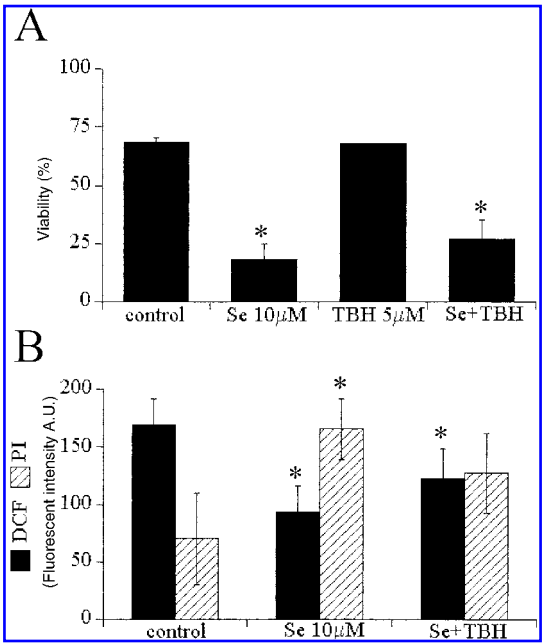 A
100
75
50
25
0
Viability (%)
*
*
control Se 10µM TBH 5µM Se+TBH
B
200
150
100
50
0
DCF PI
(Fluorescent intensity A.U.)
*
*
*
control Se 10µM Se+TBH